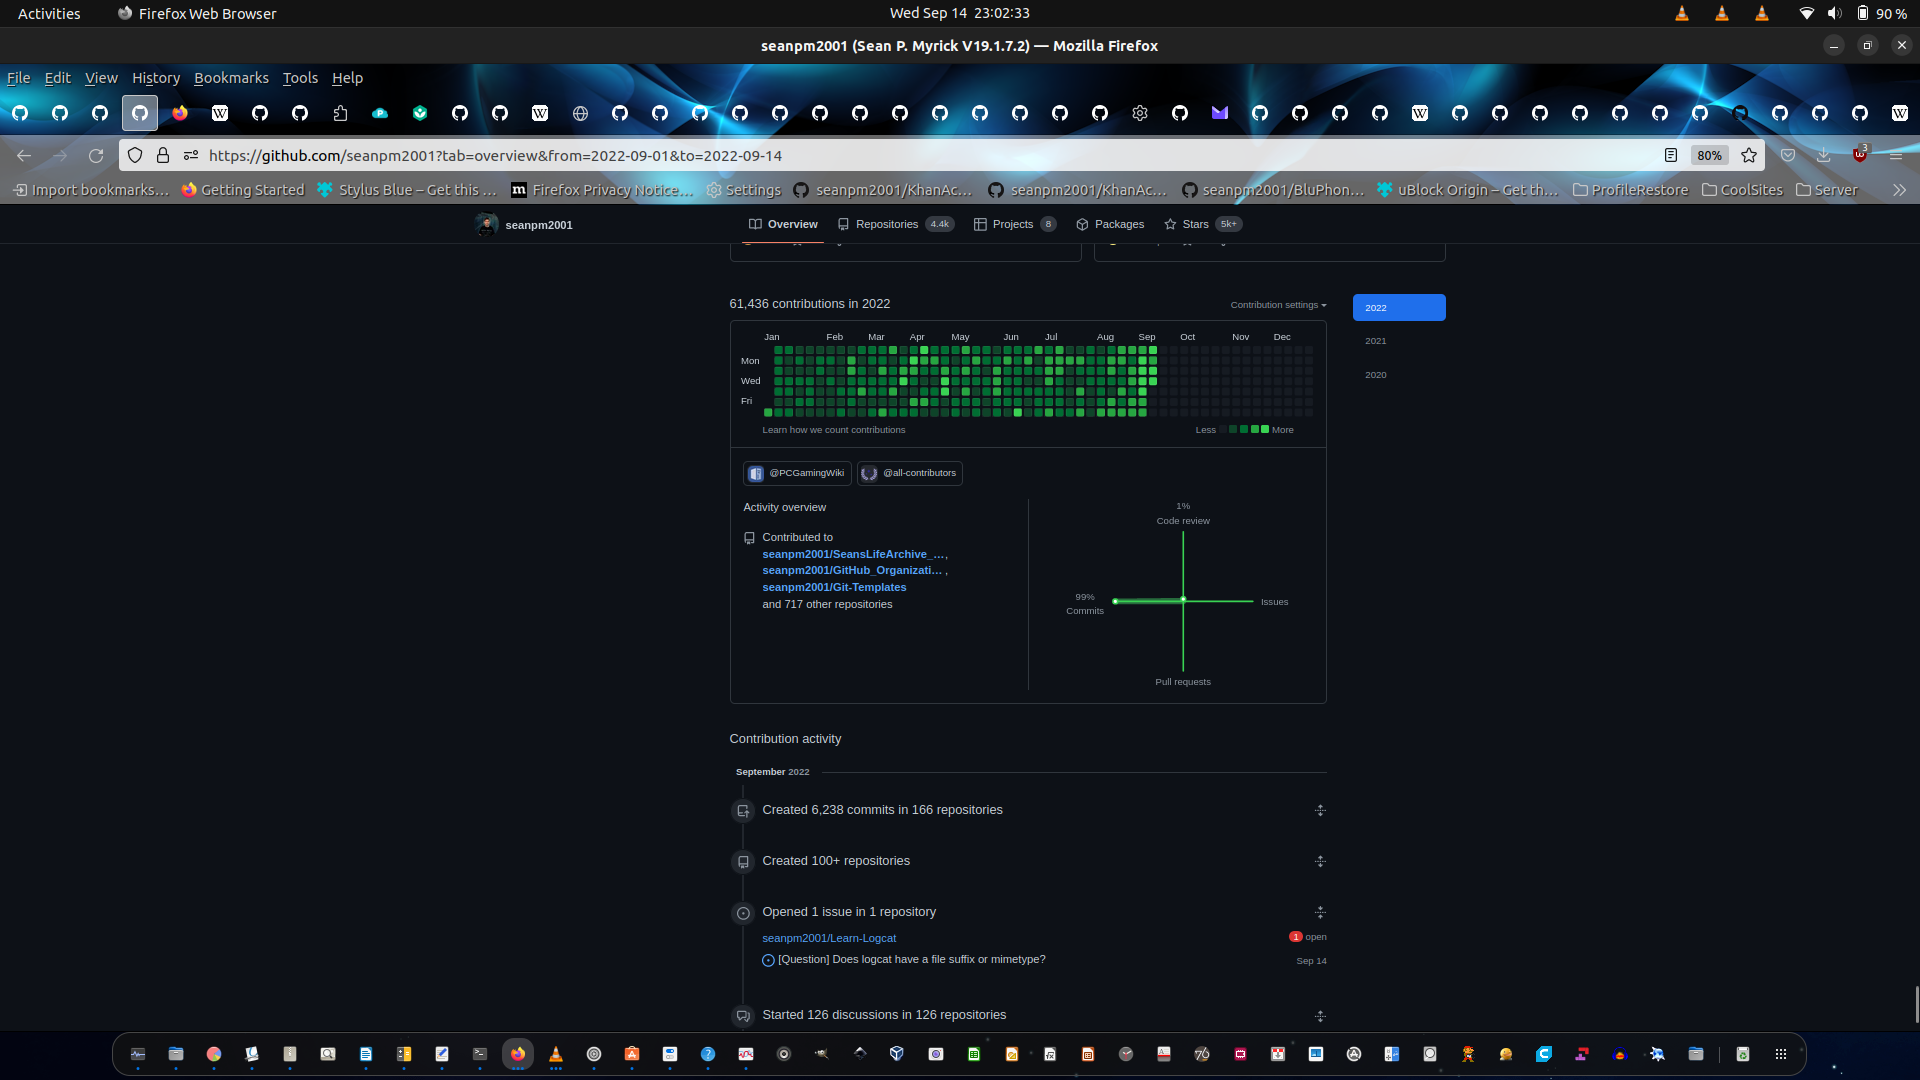 Activities Firefox Web Browser Wed Sep 14 23:02:33 90 %
seanpm2001 (Sean P. Myrick V19.1.7.2) — Mozilla Firefox
File Edit View History Bookmarks Tools Help
https://github.com/seanpm2001?tab=overview&from=2022-09-01&to=2022-09-14 80% 3
Import bookmarks… Getting Started Stylus Blue – Get this … Firefox Privacy Notice… Settings seanpm2001/KhanAc… seanpm2001/KhanAc… seanpm2001/BluPhon… uBlock Origin – Get th… ProfileRestore CoolSites Server
seanpm2001 Overview Repositories 4.4k Projects 8 Packages Stars 5k+
61,436 contributions in 2022 Contribution settings 2022
2021
2020
Jan Feb Mar Apr May Jun Jul Aug Sep Oct Nov Dec
Mon
Wed
Fri
Learn how we count contributions Less More
@PCGamingWiki @all-contributors
Activity overview
Contributed to
seanpm2001/SeansLifeArchive_…,
seanpm2001/GitHub_Organizati… ,
seanpm2001/Git-Templates
and 717 other repositories
1%
Code review
99%
Commits
Issues
Pull requests
Contribution activity
September 2022
Created 6,238 commits in 166 repositories
Created 100+ repositories
Opened 1 issue in 1 repository
seanpm2001/Learn-Logcat 1 open
[Question] Does logcat have a file suffix or mimetype? Sep 14
Started 126 discussions in 126 repositories